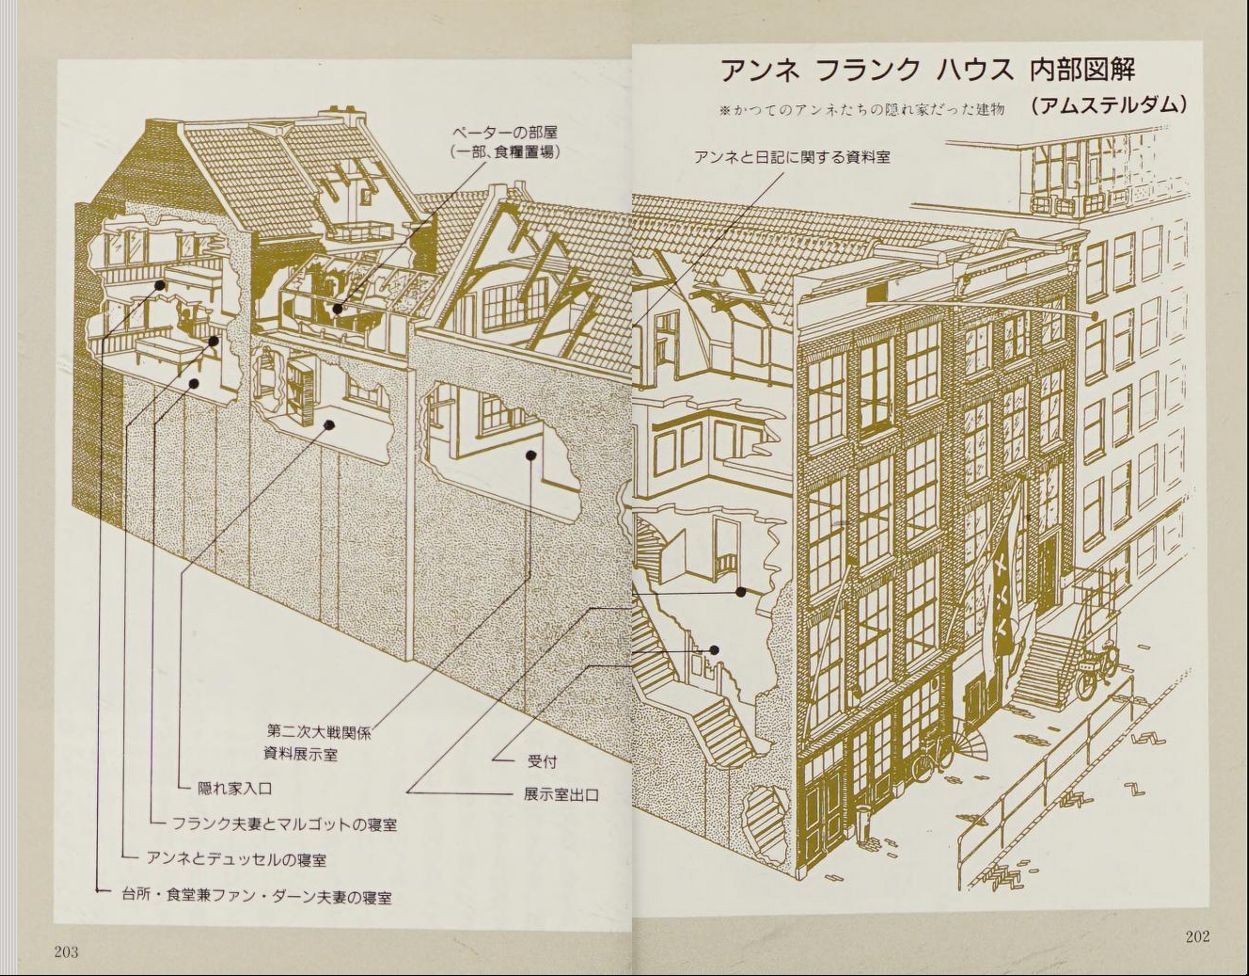 アンネ フランク ハウス 内部図解
(アムステルダム)
※かつてのアンネたちの隠れ家だった建物
アンネと日記に関する資料室
ペーターの部屋
(一部、食糧置場)
第二次大戦関係
資料展示室
受付
展示室出口
隠れ家入口
フランク夫妻とマルゴットの寝室
アンネとデュッセルの寝室
台所・食堂兼ファン・ダーン夫妻の寝室
202
203